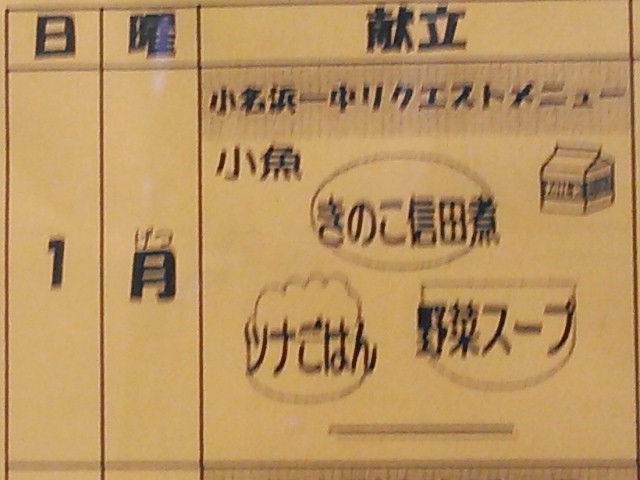 日 曜 献立
小名浜一中リクエストメニュー
小魚
きのこ信田煮
1 月
げつ
ツナごはん 野菜スープ